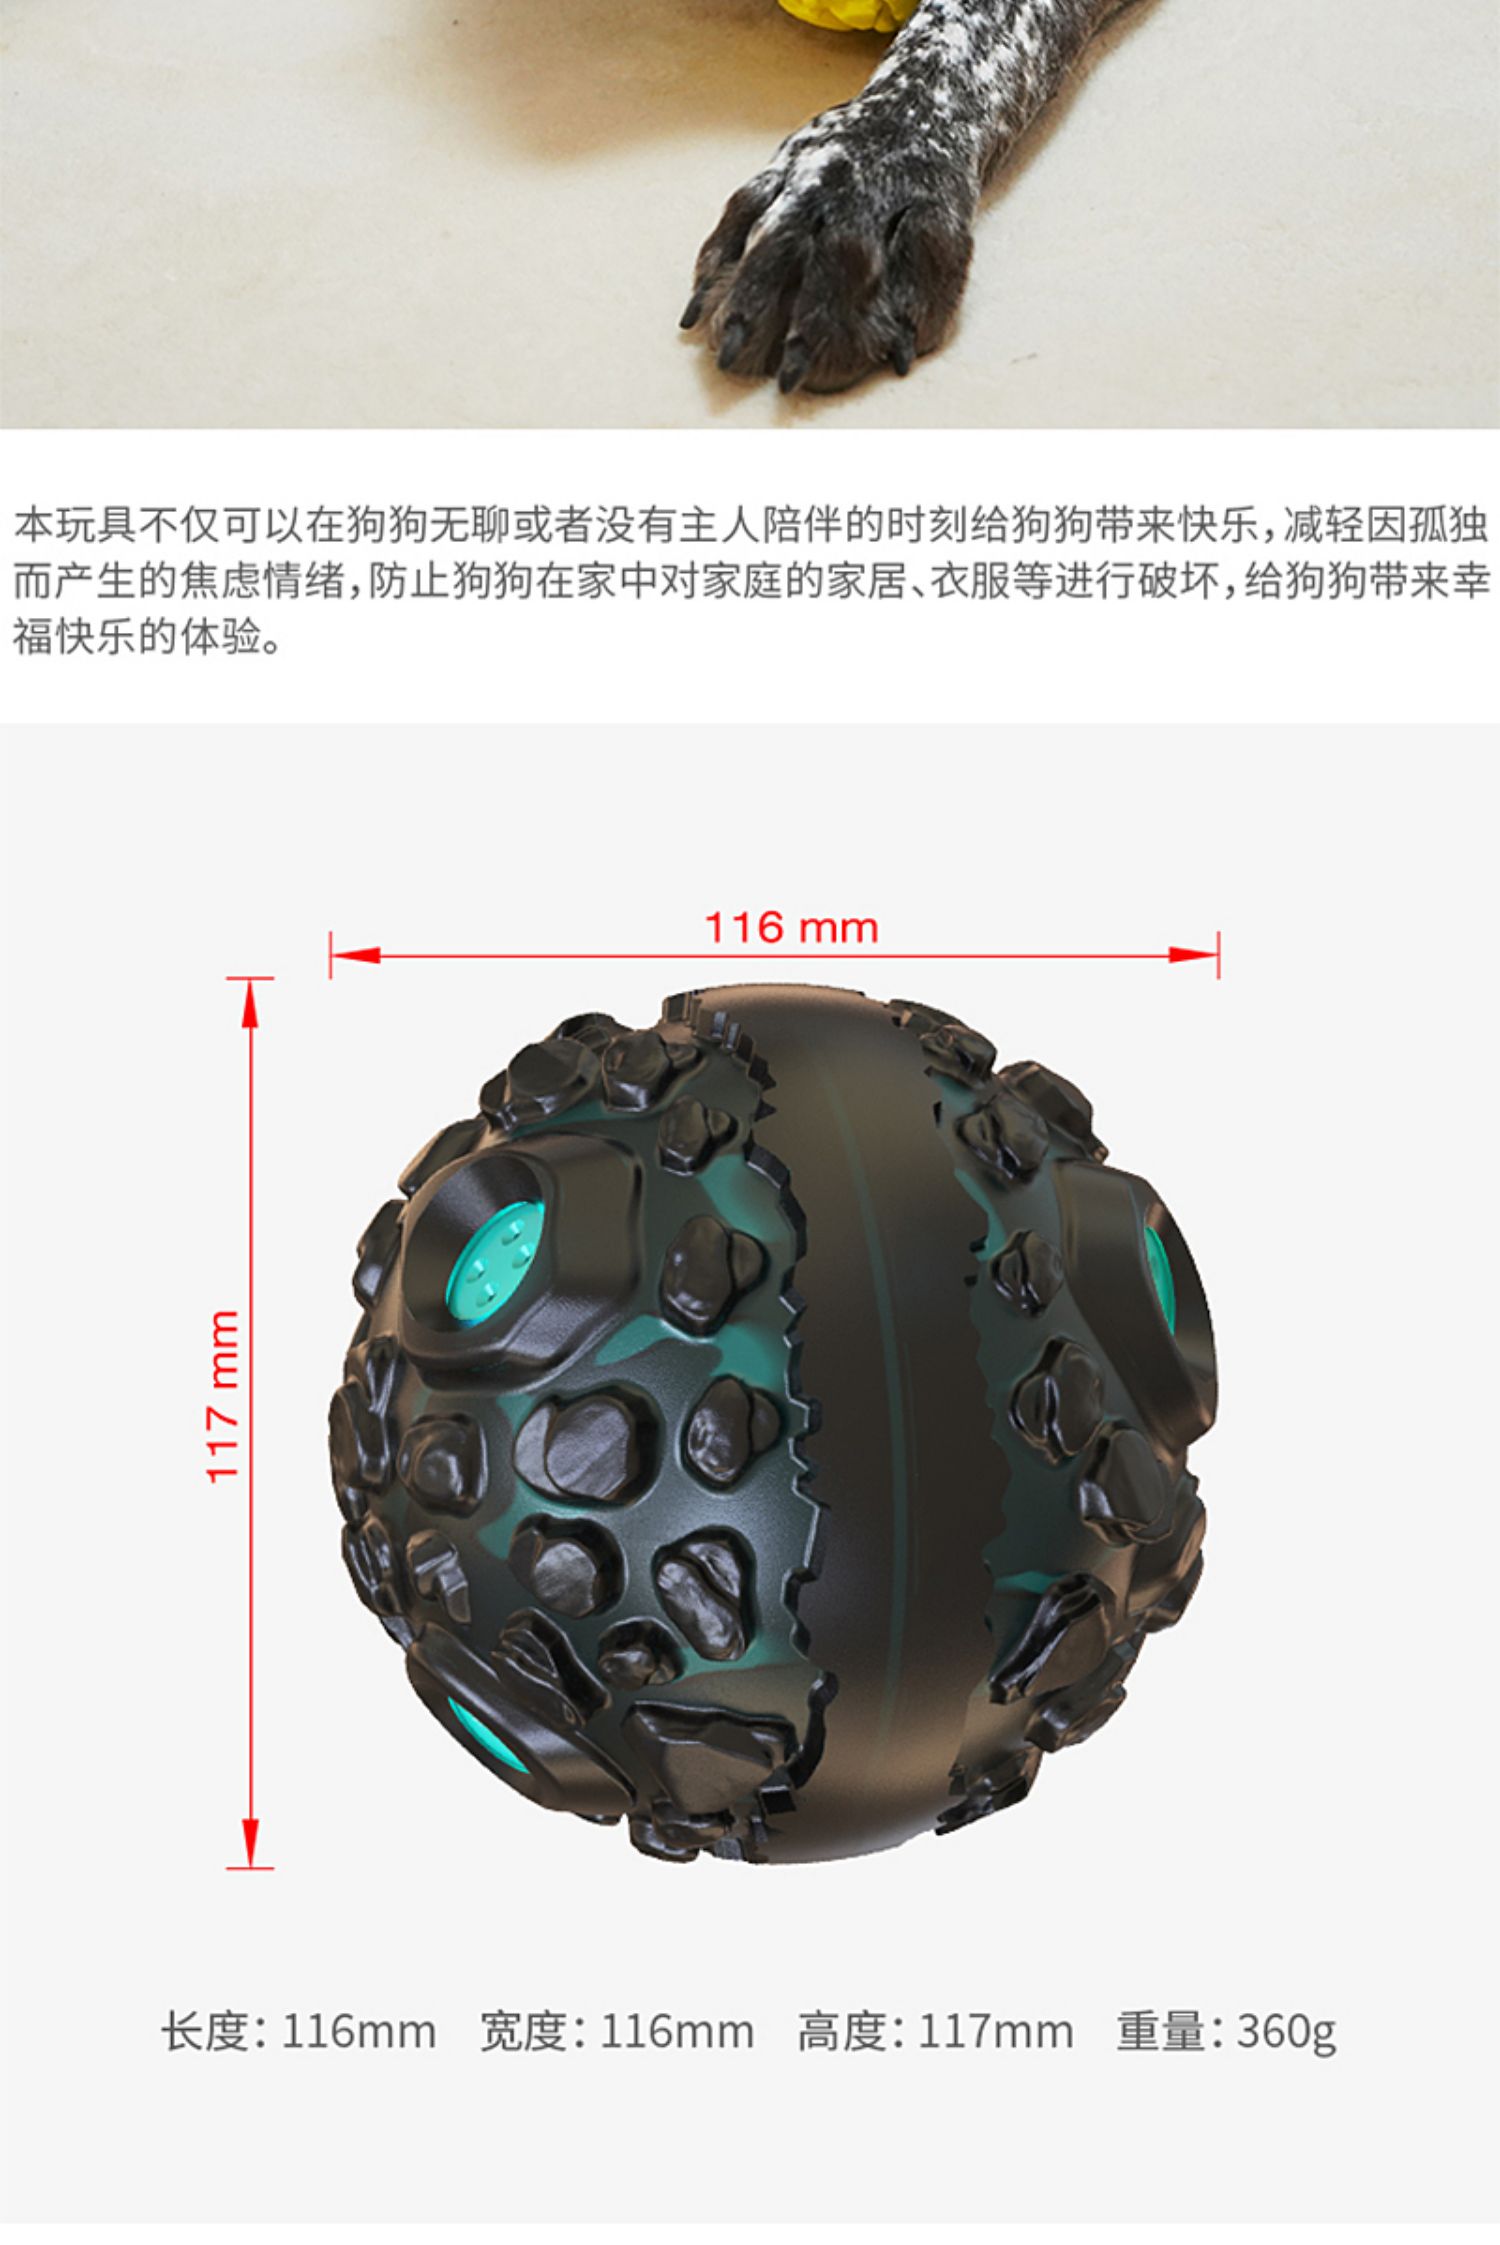 本玩具不仅可以在狗狗无聊或者没有主人陪伴的时刻给狗狗带来快乐,减轻因孤独
而产生的焦虑情绪,防止狗狗在家中对家庭的家居、衣服等进行破坏,给狗狗带来幸
福快乐的体验。
116 mm
117 mm
长度: 116mm 宽度: 116mm 高度: 117mm 重量: 360g